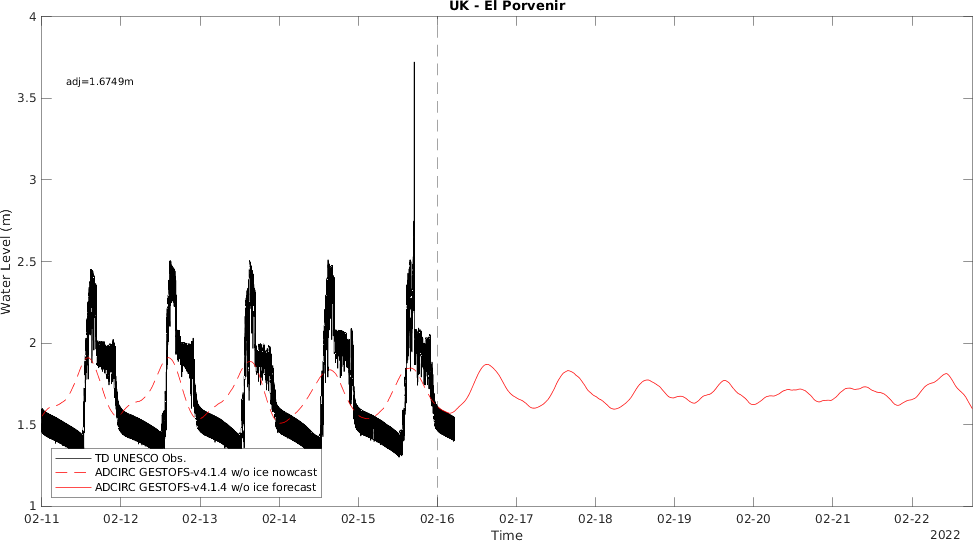 UK - El Porvenir
4
adj=1.6749m
3.5
3
2.5
Water Level (m)
2
1.5
TD UNESCO Obs.
ADCIRC GESTOFS-v4.1.4 w/o ice nowcast
ADCIRC GESTOFS-v4.1.4 w/o ice forecast
1
02-11 02-12 02-13 02-14 02-15 02-16 02-17 02-18 02-19 02-20 02-21 02-22
Time
2022